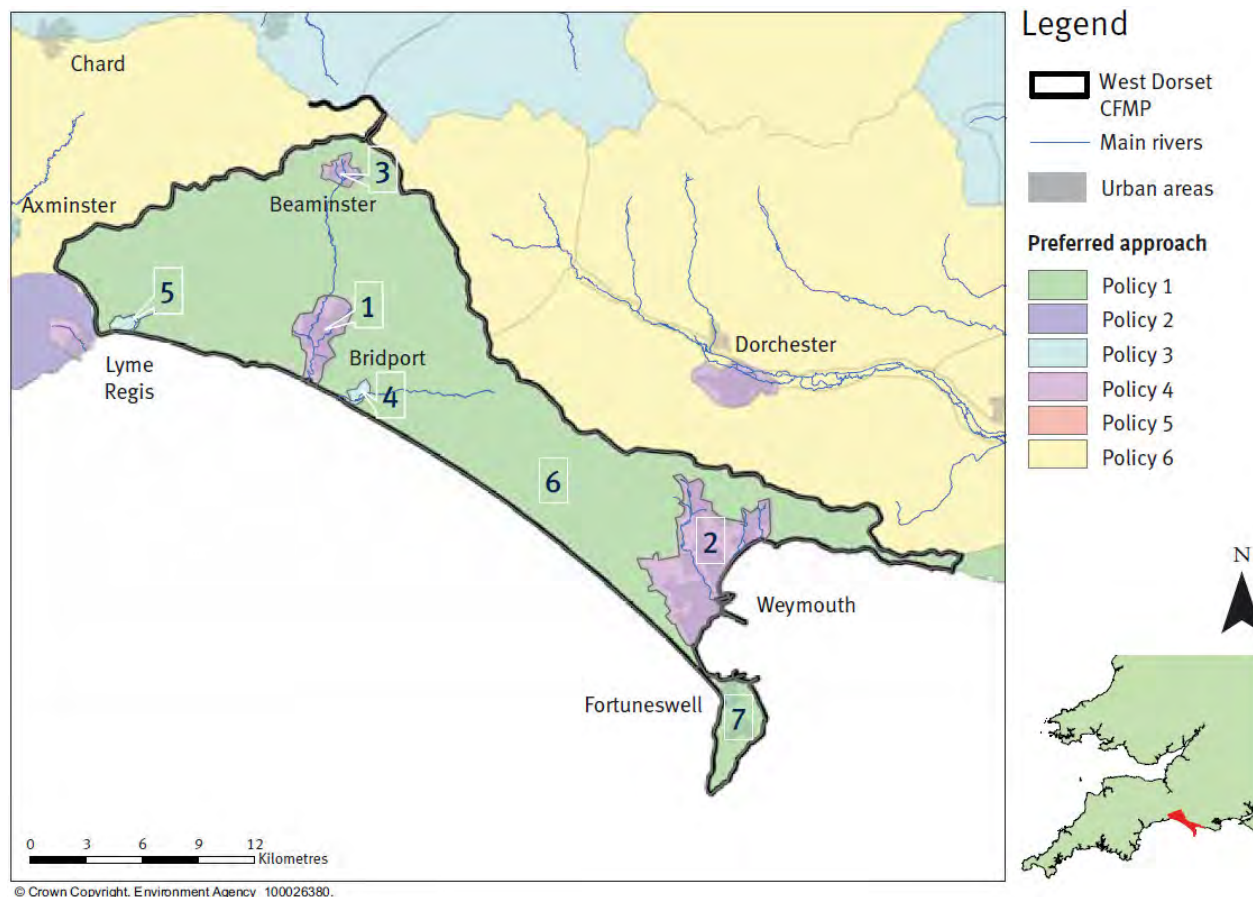 Legend
West Dorset
CFMP
Main rivers
Urban areas
Preferred approach
Policy 1
Policy 2
Policy 3
Policy 4
Policy 5
Policy 6
Chard
3
Axminster
Beaminster
5
1
Dorchester
Lyme
Regis
Bridport
4
6
2
Weymouth
N
Fortuneswell
7
0 3 6 9 12
Kilometres
© Crown Copyright. Environment Agency 100026380.